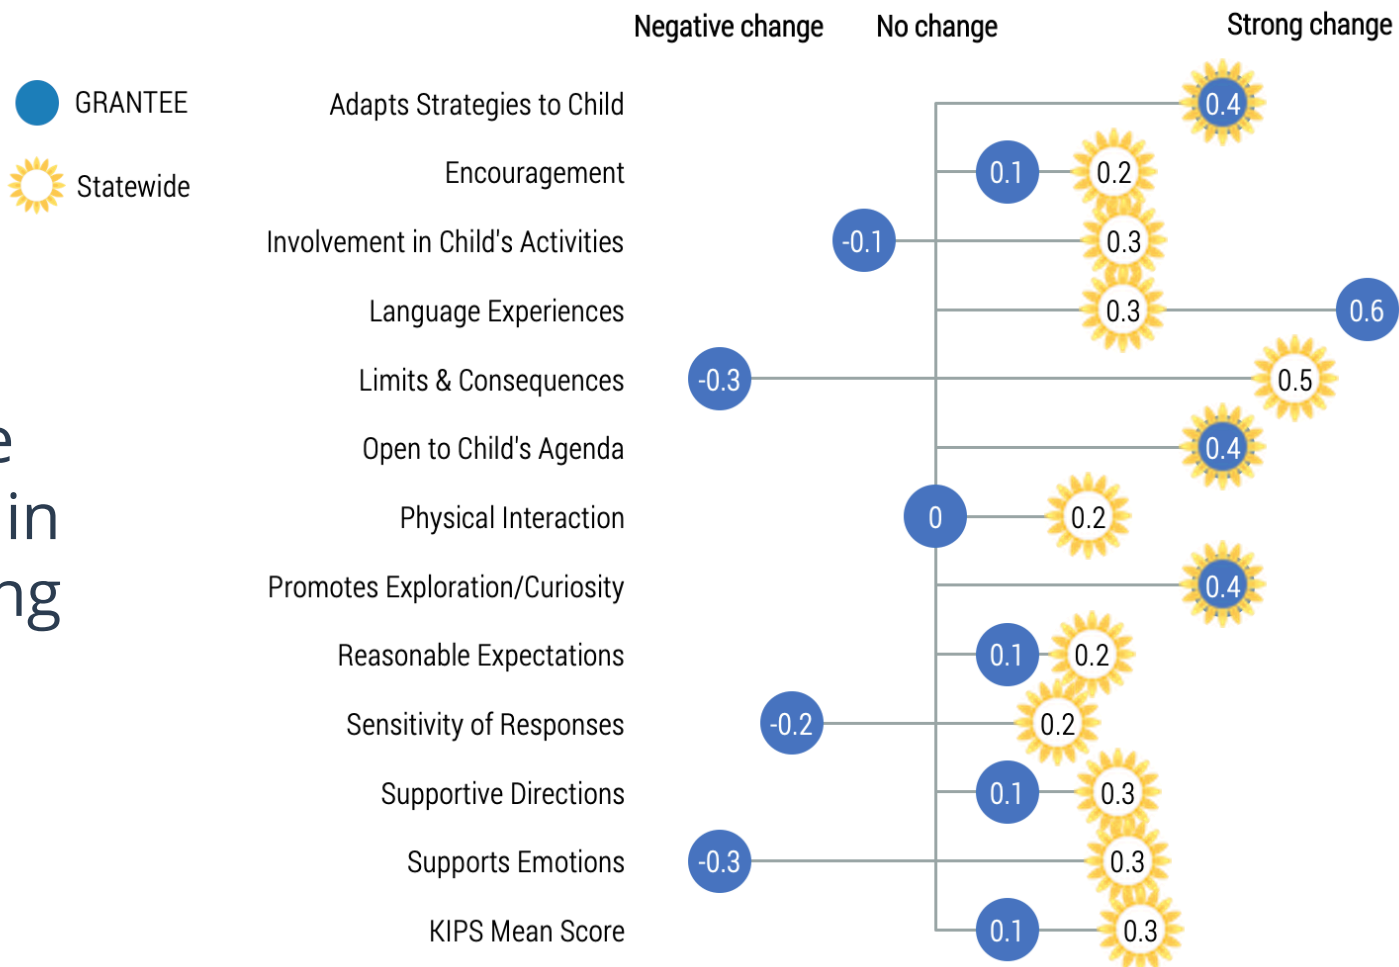 Negative change No change Strong change
GRANTEE
Statewide
Adapts Strategies to Child 0.4
Encouragement 0.1 0.2
Involvement in Child's Activities -0.1 0.3
Language Experiences 0.3 0.6
Limits & Consequences -0.3 0.5
Open to Child's Agenda 0.4
Physical Interaction 0 0.2
Promotes Exploration/Curiosity 0.4
Reasonable Expectations 0.1 0.2
Sensitivity of Responses -0.2 0.2
Supportive Directions 0.1 0.3
Supports Emotions -0.3 0.3
KIPS Mean Score 0.1 0.3
in